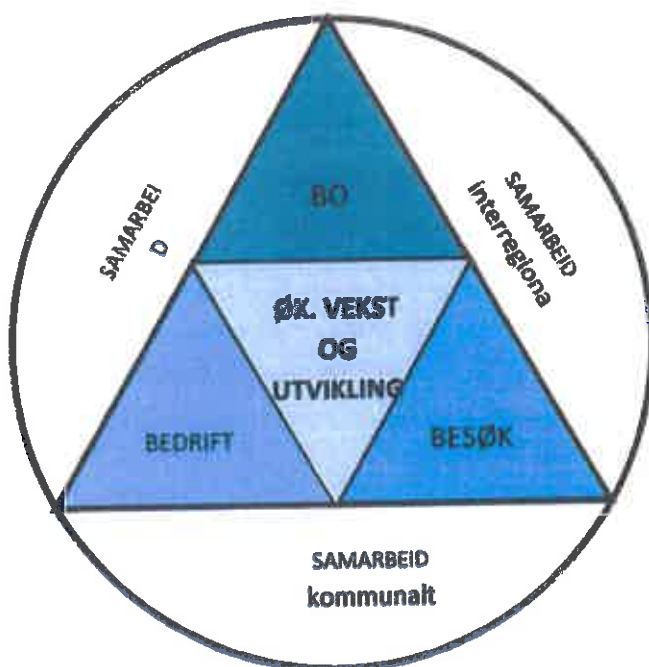 BO
SAMARBEI
D
SAMARBEID
interregiona
ØK. VEKST
OG
UTVIKLING
BEDRIFT
BESØK
SAMARBEID
kommunalt